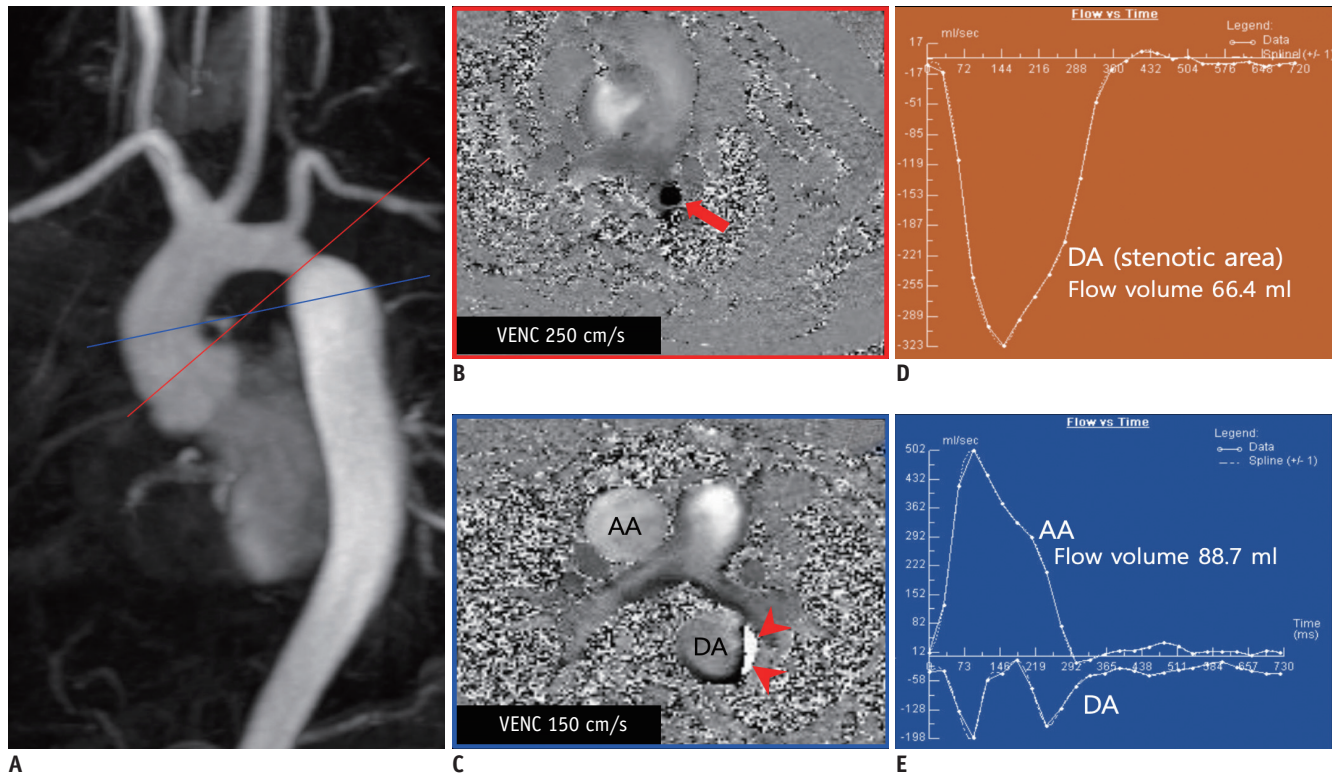 A
VENC 250 cm/s
B
AA
DA
VENC 150 cm/s
C
Flow vs Time
ml/sec
Legend:
Data
Spline(+/- 1)
17
-17
-51
-85
-119
-153
-187
-221
-255
-289
-323
72 144 216 288 360 432 504 576 648 720
DA (stenotic area)
Flow volume 66.4 ml
D
Flow vs Time
ml/sec
Legend:
Data
Spline (+/- 1)
502
432
362
292
222
152
82
12
-58
-128
-198
0 73 146 219 292 365 438 511 584 657 730
Time
(ms)
AA
Flow volume 88.7 ml
DA
E